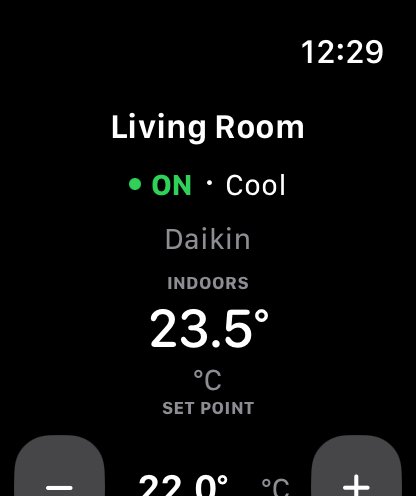 12:29
Living Room
• ON · Cool
Daikin
INDOORS
23.5°
°C
SET POINT
− 22.0° °C +